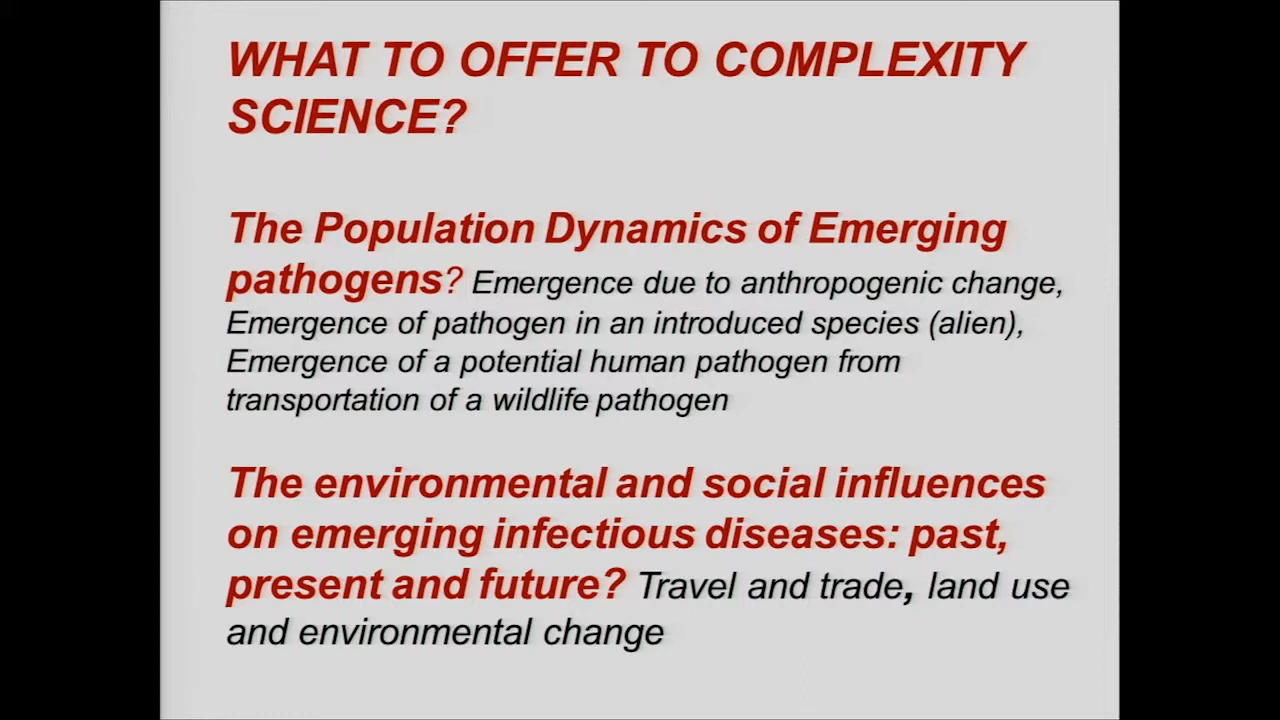 WHAT TO OFFER TO COMPLEXITY
SCIENCE?
The Population Dynamics of Emerging
pathogens? Emergence due to anthropogenic change,
Emergence of pathogen in an introduced species (alien),
Emergence of a potential human pathogen from
transportation of a wildlife pathogen
The environmental and social influences
on emerging infectious diseases: past,
present and future? Travel and trade, land use
and environmental change